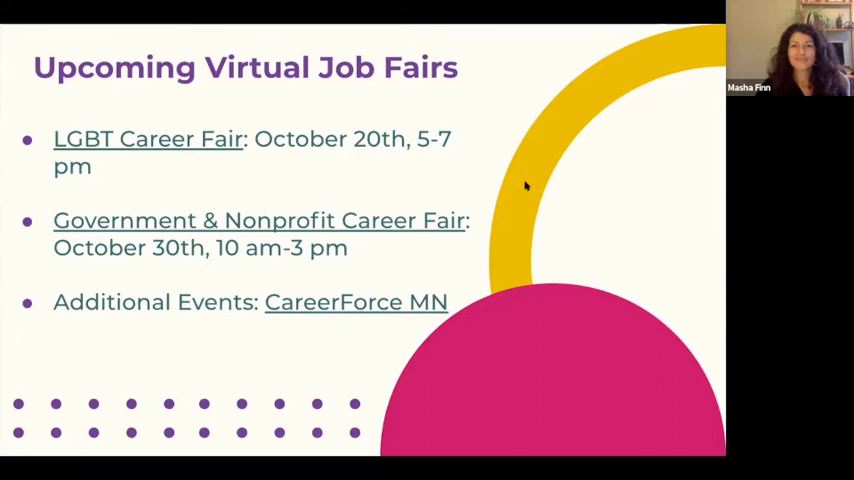 Upcoming Virtual Job Fairs
● LGBT Career Fair: October 20th, 5-7
pm
● Government & Nonprofit Career Fair:
October 30th, 10 am-3 pm
● Additional Events: CareerForce MN
Masha Finn